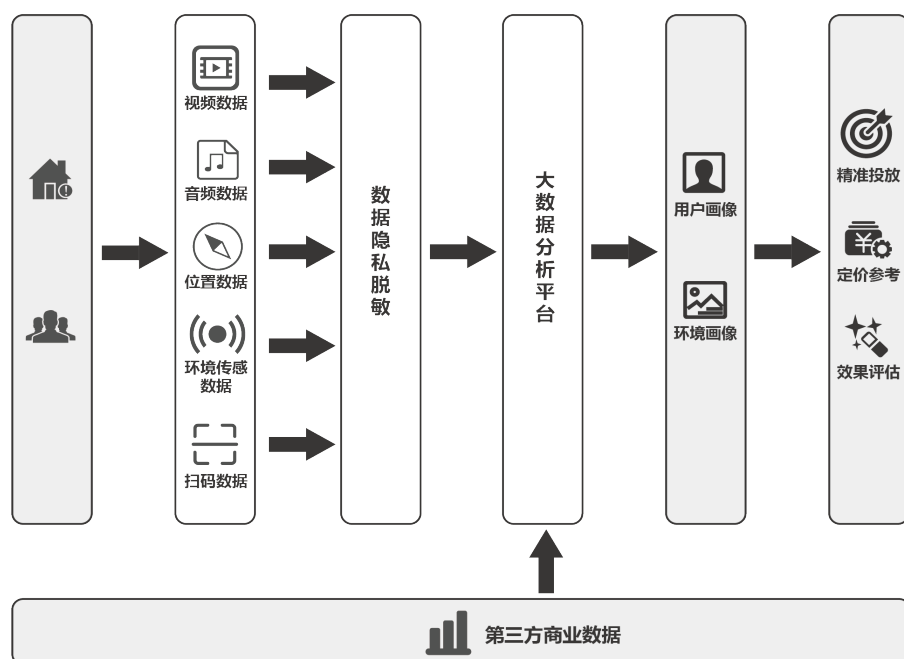 视频数据
音频数据
位置数据
环境传感
数据
扫码数据
数据隐私脱敏
大数据分析平台
用户画像
环境画像
精准投放
定价参考
效果评估
第三方商业数据